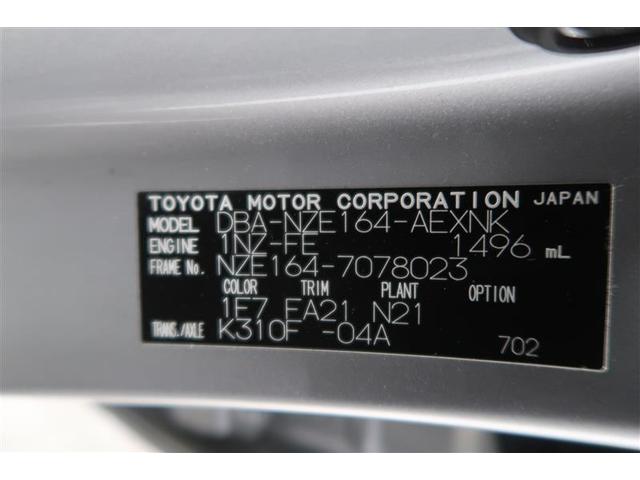 TOYOTA MOTOR CORPORATION JAPAN
MODEL DBA-NZE164-AEXNK
ENGINE 1NZ-FE 1496 mL
FRAME No. NZE164-7078023
COLOR TRIM PLANT OPTION
1E7 EA21 N21
TRANS./AXLE K310F -04A
702